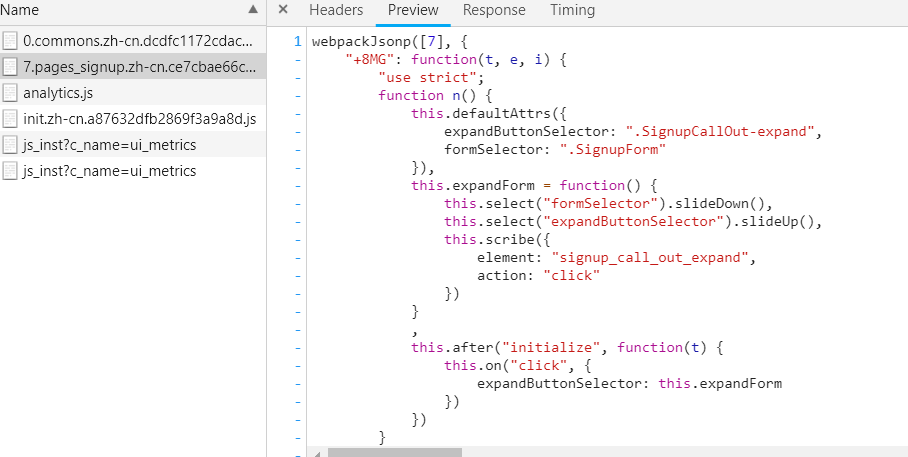 Name
0.commons.zh-cn.dcdfc1172cdac...
7.pages_signup.zh-cn.ce7cbae66c...
analytics.js
init.zh-cn.a87632dfb2869f3a9a8d.js
js_inst?c_name=ui_metrics
js_inst?c_name=ui_metrics
× Headers Preview Response Timing
1 webpackJsonp([7], {
- "+8MG": function(t, e, i) {
- "use strict";
- function n() {
- this.defaultAttrs({
- expandButtonSelector: ".SignupCallOut-expand",
- formSelector: ".SignupForm"
- }),
- this.expandForm = function() {
- this.select("formSelector").slideDown(),
- this.select("expandButtonSelector").slideUp(),
- this.scribe({
- element: "signup_call_out_expand",
- action: "click"
- })
- }
- ,
- this.after("initialize", function(t) {
- this.on("click", {
- expandButtonSelector: this.expandForm
- })
- })
- }